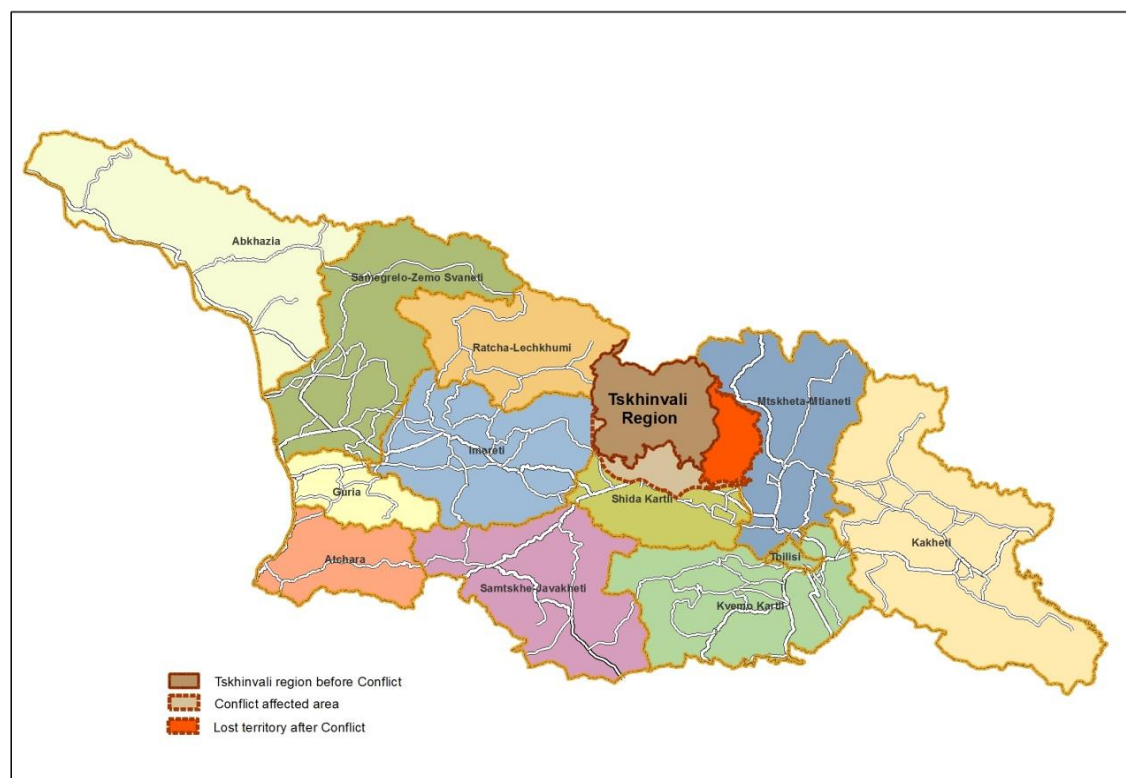 Abkhazia
Samegrelo-Zemo Svaneti
Ratcha-Lechkhumi
Tskhinvali
Region
Mtskheta-Mtianeti
Imereti
Guria
Shida Kartli
Atchara
Tbilisi
Kakheti
Samtskhe-Javakheti
Kvemo Kartli
Tskhinvali region before Conflict
Conflict affected area
Lost territory after Conflict